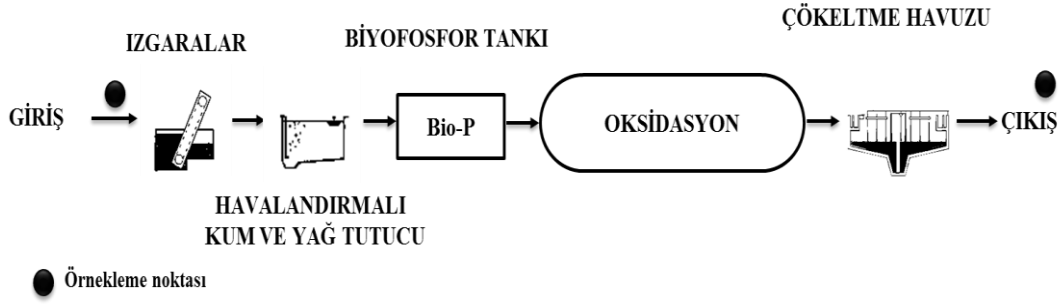 IZGARALAR
BİYOFOSFOR TANKI
ÇÖKELTME HAVUZU
GİRİŞ
Bio-P
OKSİDASYON
ÇIKIŞ
HAVALANDIRMALI
KUM VE YAĞ TUTUCU
Örnekleme noktası